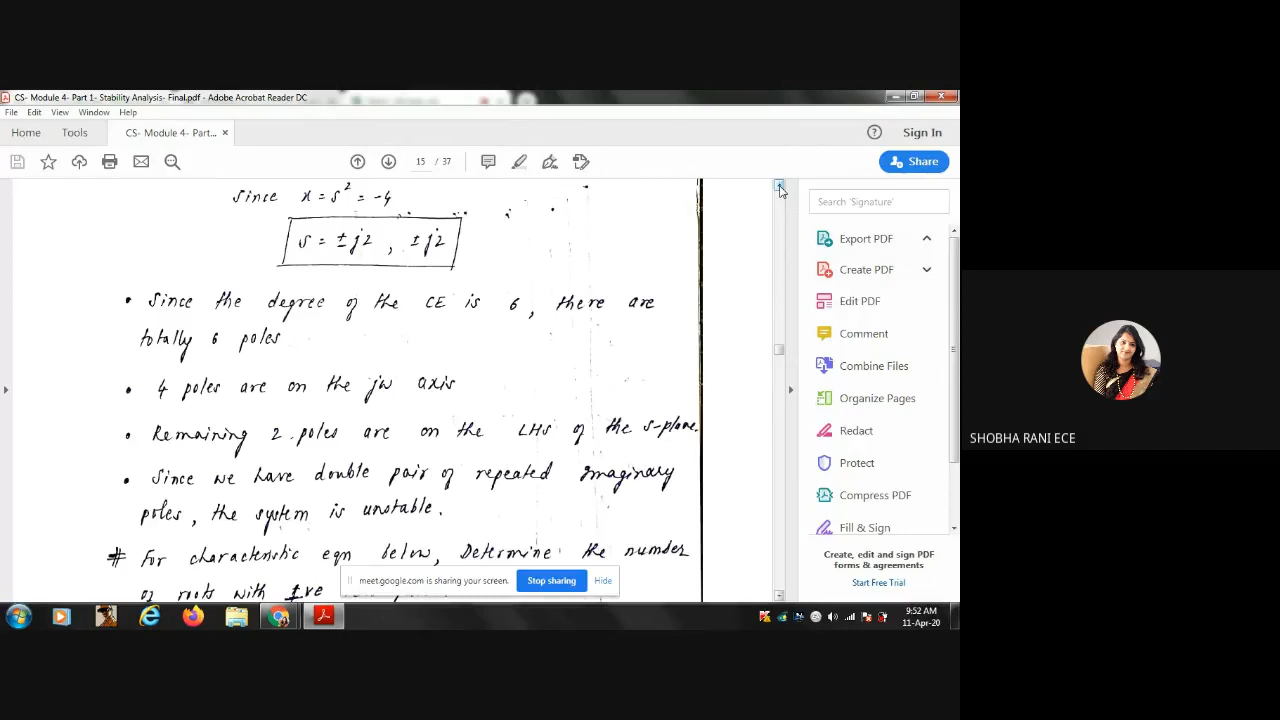 CS- Module 4- Part 1- Stability Analysis- Final.pdf - Adobe Acrobat Reader DC
File Edit View Window Help
Home Tools CS- Module 4- Part... × Sign In
15 / 37 Share
Since x = s² = -4
s = ±j2 , ±j2
• Since the degree of the CE is 6, there are
totally 6 poles
• 4 poles are on the jw axis
• Remaining 2 poles are on the LHS of the s-plane.
• Since we have double pair of repeated Imaginary
poles, the system is unstable.
# For characteristic eqn below, Determine the number
of roots with ±ve
meet.google.com is sharing your screen. Stop sharing Hide
Search 'Signature'
Export PDF
Create PDF
Edit PDF
Comment
Combine Files
Organize Pages
Redact
Protect
Compress PDF
Fill & Sign
Create, edit and sign PDF
forms & agreements
Start Free Trial
9:52 AM
11-Apr-20
SHOBHA RANI ECE